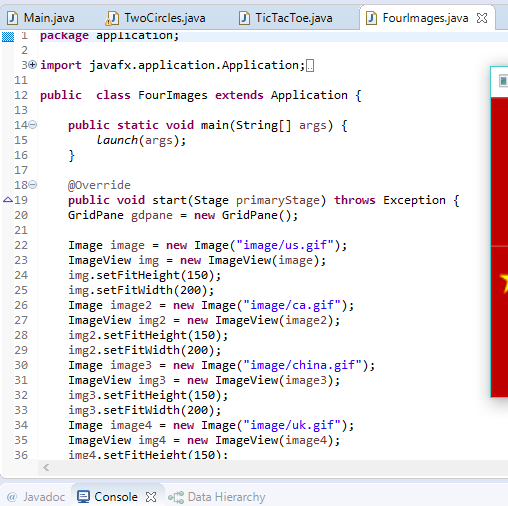 Main.java TwoCircles.java TicTacToe.java FourImages.java
1 package application;
2
3 import javafx.application.Application;
11
12 public  class FourImages extends Application {
13
14     public static void main(String[] args) {
15         launch(args);
16     }
17
18     @Override
19     public void start(Stage primaryStage) throws Exception {
20     GridPane gdpane = new GridPane();
21
22     Image image = new Image("image/us.gif");
23     ImageView img = new ImageView(image);
24     img.setFitHeight(150);
25     img.setFitWidth(200);
26     Image image2 = new Image("image/ca.gif");
27     ImageView img2 = new ImageView(image2);
28     img2.setFitHeight(150);
29     img2.setFitWidth(200);
30     Image image3 = new Image("image/china.gif");
31     ImageView img3 = new ImageView(image3);
32     img3.setFitHeight(150);
33     img3.setFitWidth(200);
34     Image image4 = new Image("image/uk.gif");
35     ImageView img4 = new ImageView(image4);
36     img4.setFitHeight(150);
@ Javadoc Console Data Hierarchy